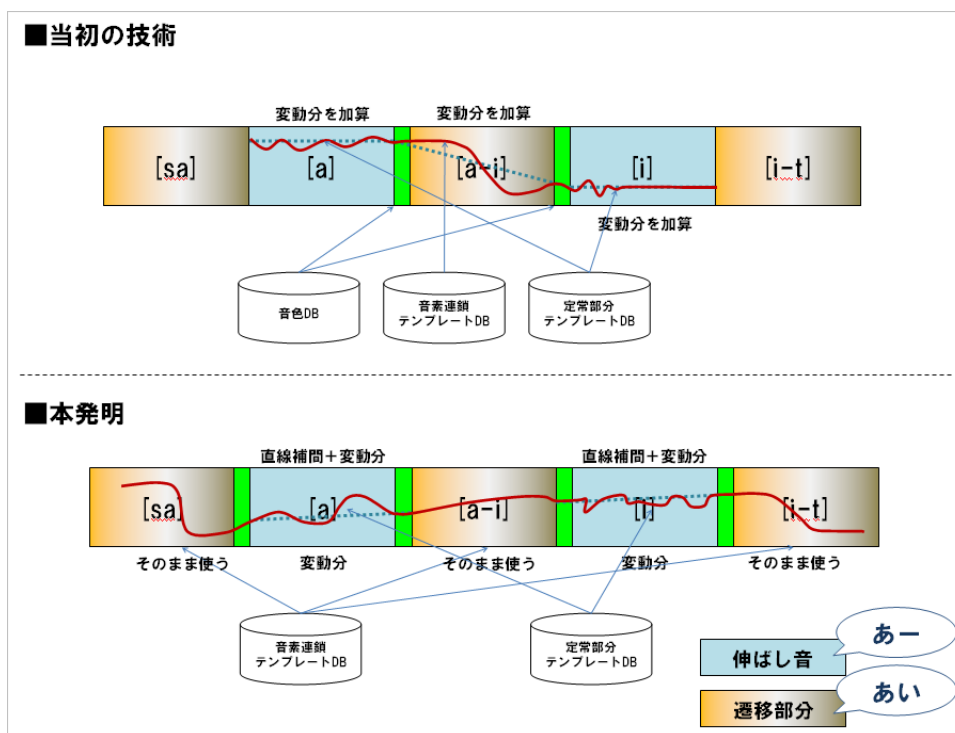 ■当初の技術
変動分を加算
変動分を加算
[sa]
[a]
[a-i]
[i]
[i-t]
変動分を加算
音色DB
音素連鎖
テンプレートDB
定常部分
テンプレートDB
■本発明
直線補間+変動分
直線補間+変動分
[sa]
[a]
[a-i]
[i]
[i-t]
そのまま使う
変動分
そのまま使う
変動分
そのまま使う
音素連鎖
テンプレートDB
定常部分
テンプレートDB
あー
伸ばし音
あい
遷移部分